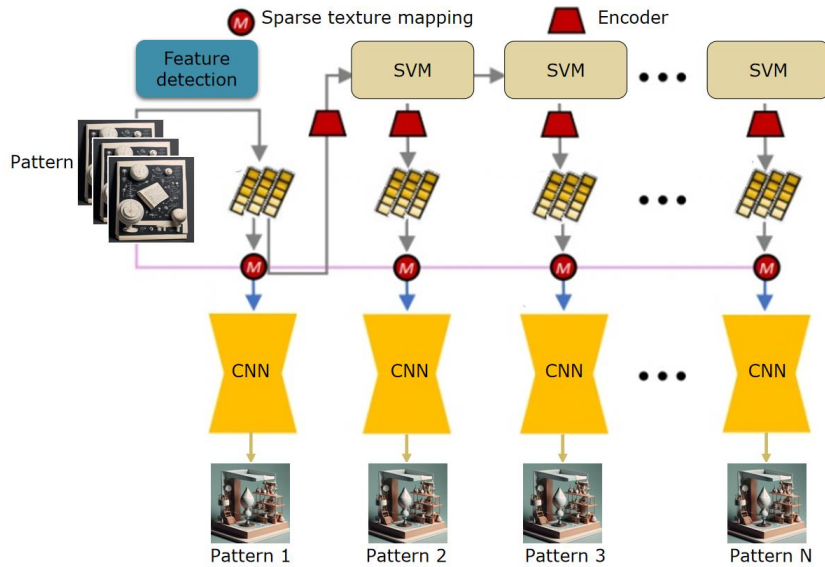 M Sparse texture mapping
Encoder
Feature
detection
SVM
SVM
SVM
Pattern
M
M
M
M
CNN
CNN
CNN
CNN
Pattern 1
Pattern 2
Pattern 3
Pattern N